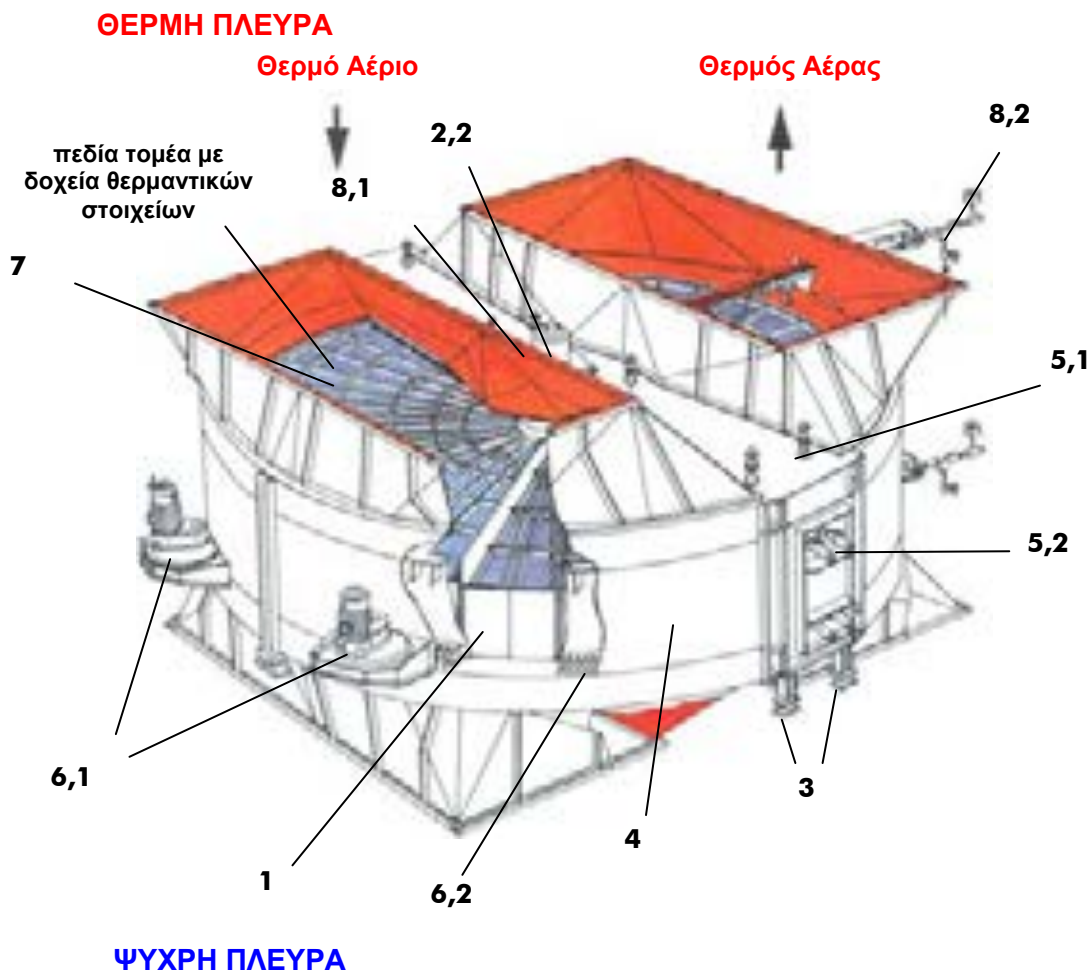 ΘΕΡΜΗ ΠΛΕΥΡΑ
Θερμό Αέριο
Θερμός Αέρας
8,2
2,2
πεδία τομέα με
δοχεία θερμαντικών
στοιχείων
8,1
7
5,1
5,2
6,1
3
4
1
6,2
ΨΥΧΡΗ ΠΛΕΥΡΑ